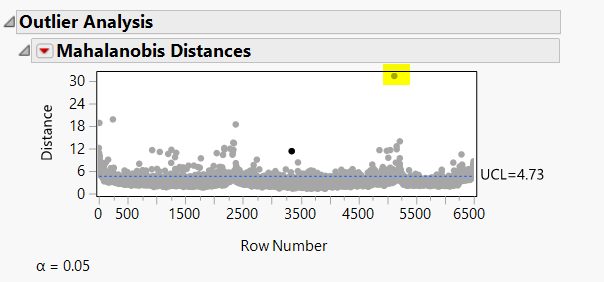 Outlier Analysis
Mahalanobis Distances
30
24
18
12
6
0
Distance
UCL=4.73
0 500 1500 2500 3500 4500 5500 6500
Row Number
α = 0.05